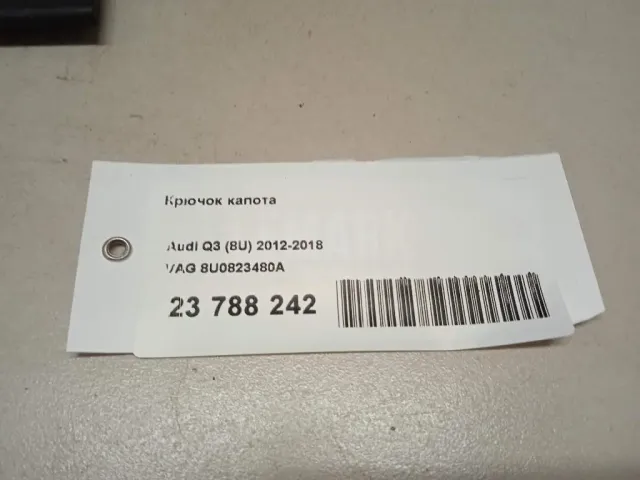 Крючок капота
Audi Q3 (8U) 2012-2018
VAG 8U0823480A
23 788 242